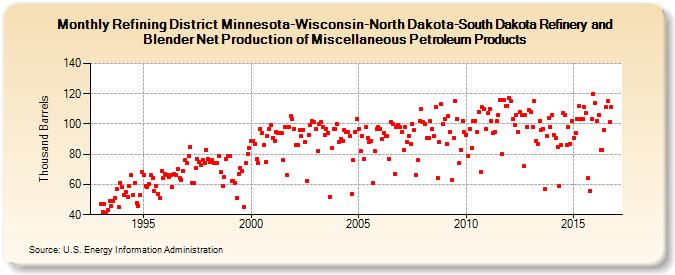 Monthly Refining District Minnesota-Wisconsin-North Dakota-South Dakota Refinery and
Blender Net Production of Miscellaneous Petroleum Products
Thousand Barrels
140
120
100
80
60
40
1995
2000
2005
2010
2015
Source: U.S. Energy Information Administration